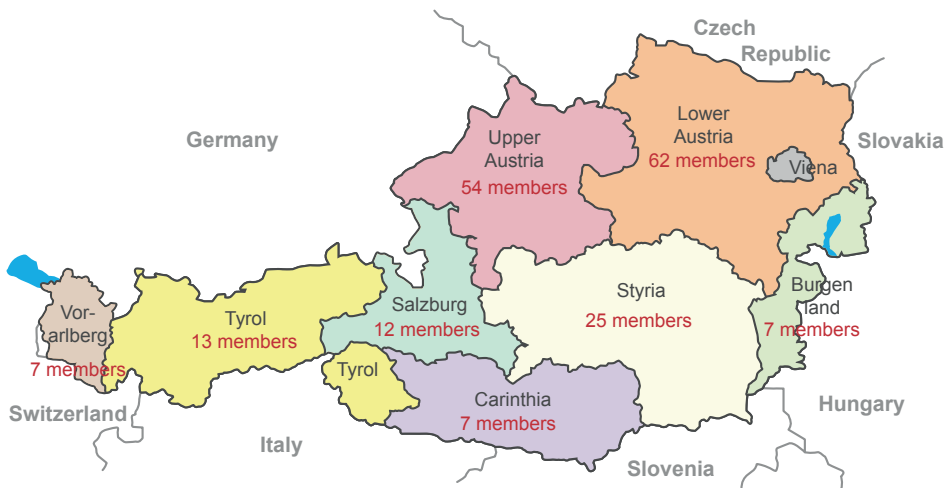 Czech
Republic
Germany
Slovakia
Upper
Austria
54 members
Lower
Austria
62 members
Viena
Vor-
arlberg
7 members
Tyrol
13 members
Salzburg
12 members
Styria
25 members
Burgen
land
7 members
Tyrol
Carinthia
7 members
Switzerland
Italy
Slovenia
Hungary